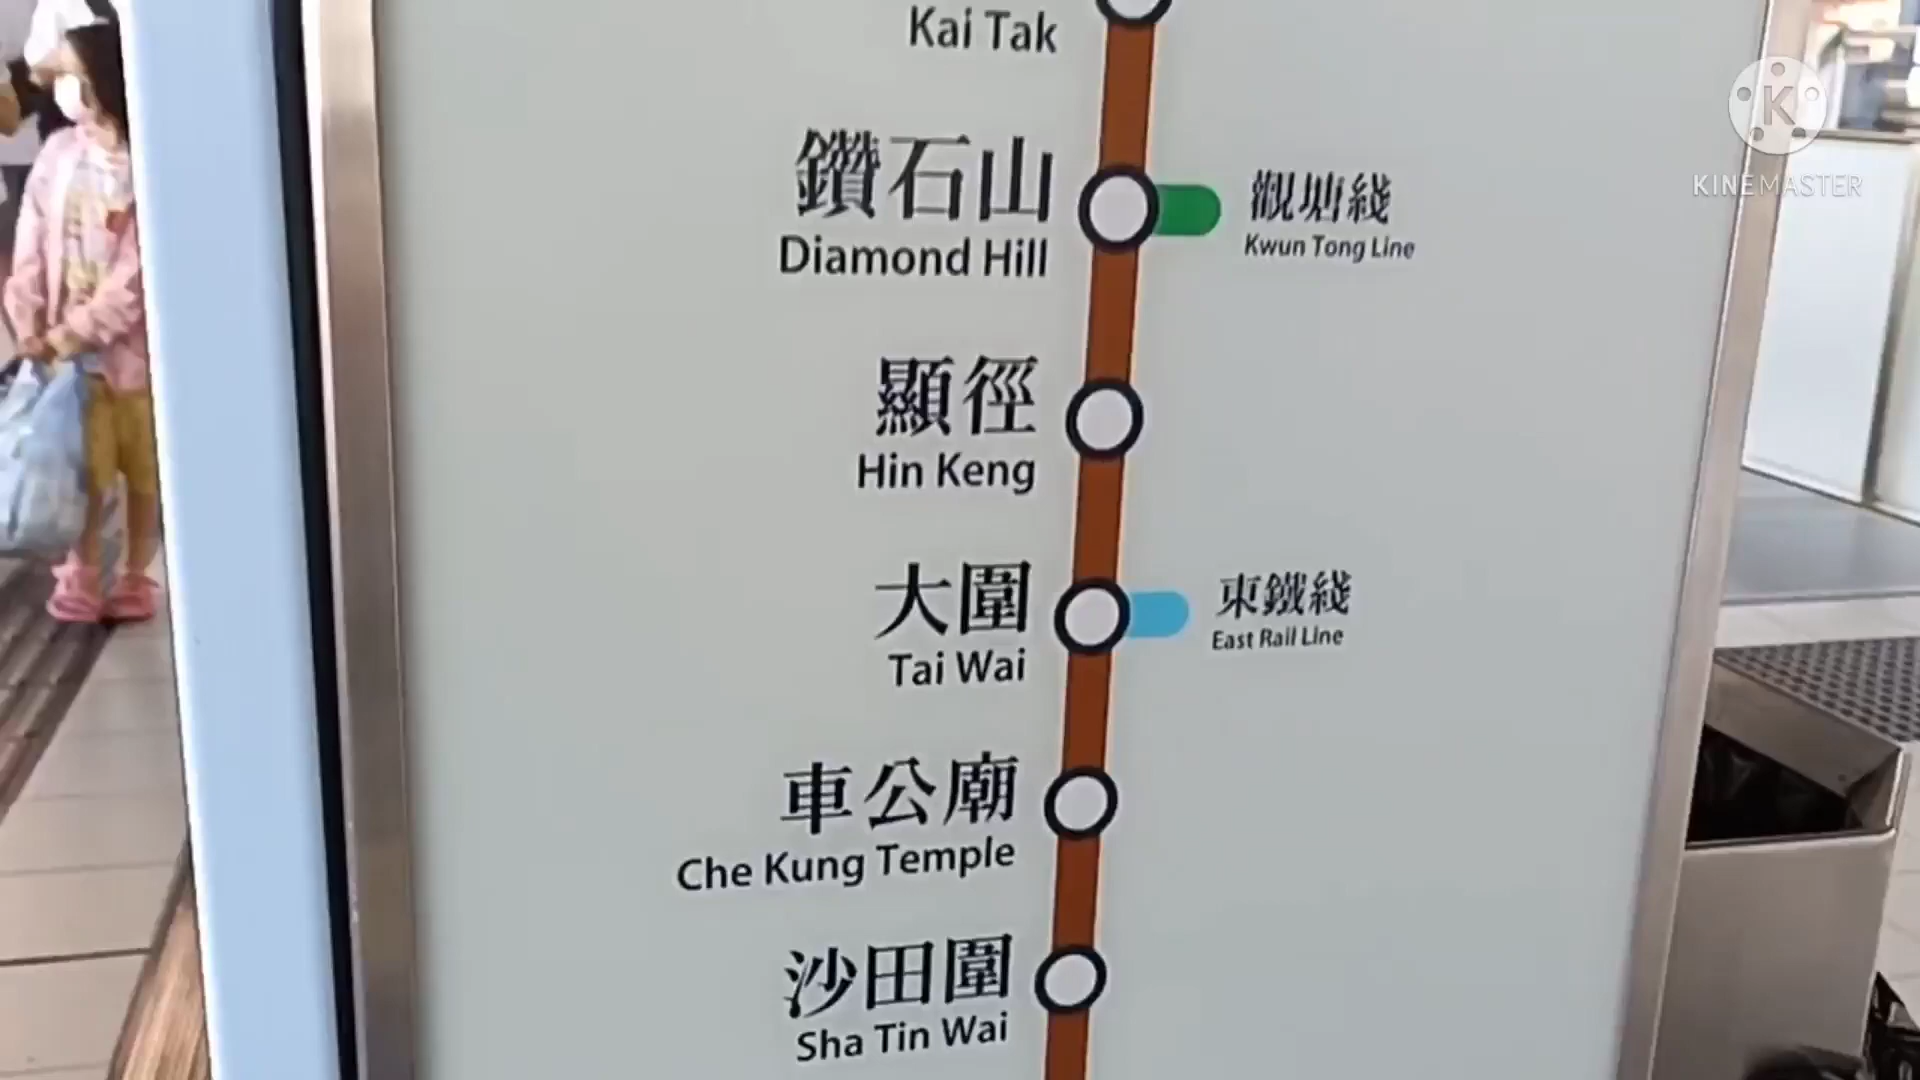 Kai Tak
鑽石山
Diamond Hill
觀塘綫
Kwun Tong Line
顯徑
Hin Keng
大圍
Tai Wai
東鐵綫
East Rail Line
車公廟
Che Kung Temple
沙田圍
Sha Tin Wai
K
KINEMASTER